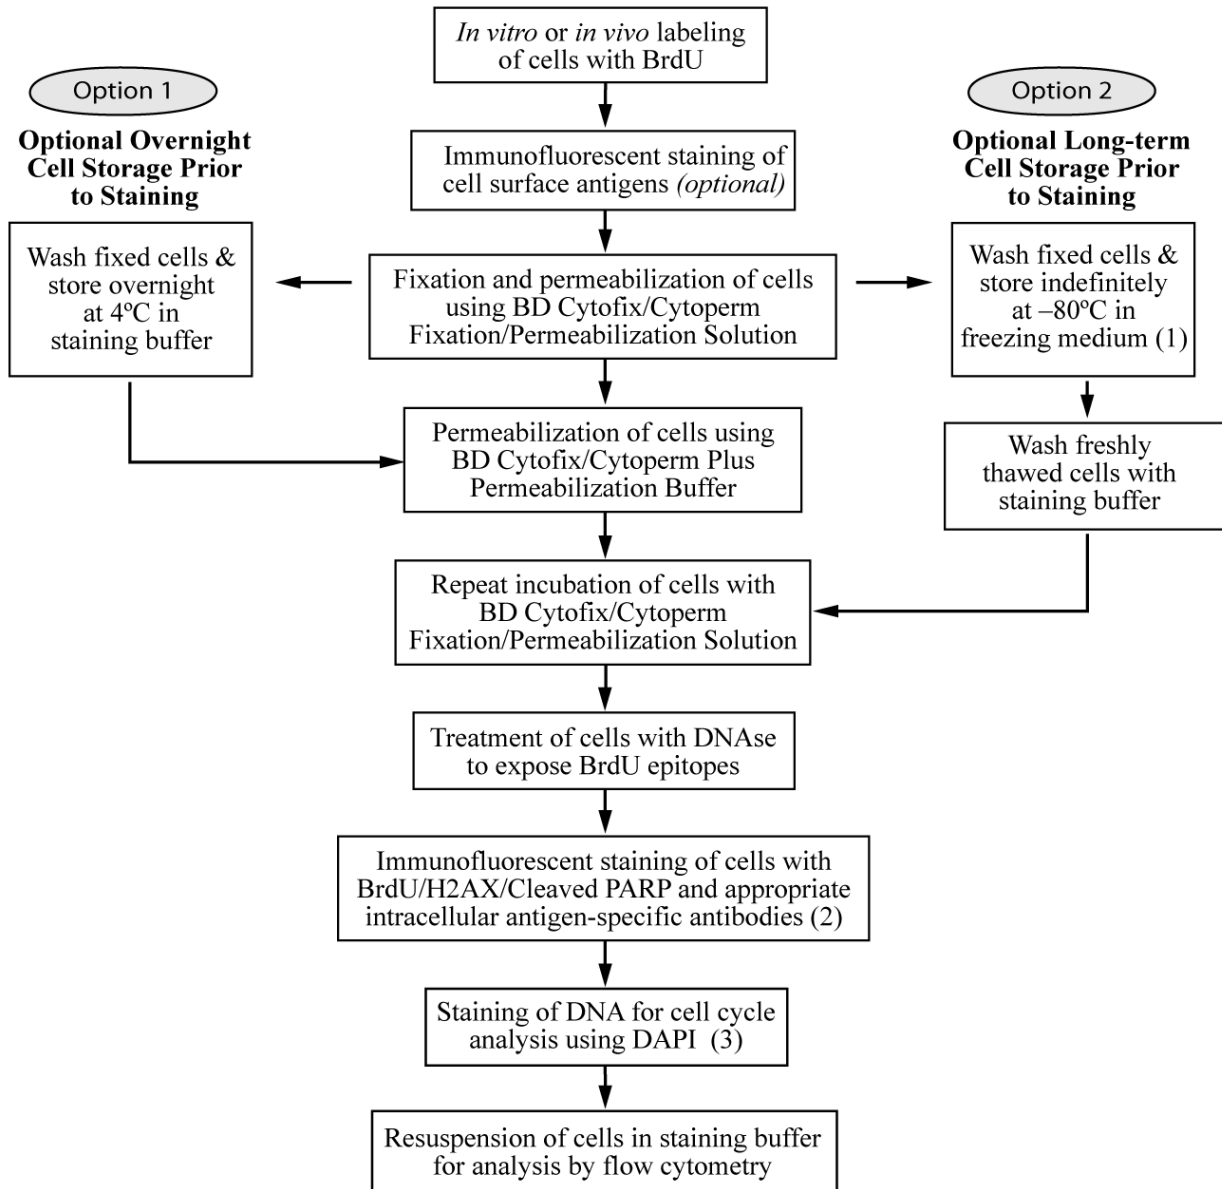 In vitro or in vivo labeling
of cells with BrdU
Option 1
Optional Overnight
Cell Storage Prior
to Staining
Option 2
Optional Long-term
Cell Storage Prior
to Staining
Immunofluorescent staining of
cell surface antigens (optional)
Wash fixed cells &
store overnight
at 4ºC in
staining buffer
Fixation and permeabilization of cells
using BD Cytofix/Cytoperm
Fixation/Permeabilization Solution
Wash fixed cells &
store indefinitely
at –80ºC in
freezing medium (1)
Permeabilization of cells using
BD Cytofix/Cytoperm Plus
Permeabilization Buffer
Wash freshly
thawed cells with
staining buffer
Repeat incubation of cells with
BD Cytofix/Cytoperm
Fixation/Permeabilization Solution
Treatment of cells with DNAse
to expose BrdU epitopes
Immunofluorescent staining of cells with
BrdU/H2AX/Cleaved PARP and appropriate
intracellular antigen-specific antibodies (2)
Staining of DNA for cell cycle
analysis using DAPI (3)
Resuspension of cells in staining buffer
for analysis by flow cytometry